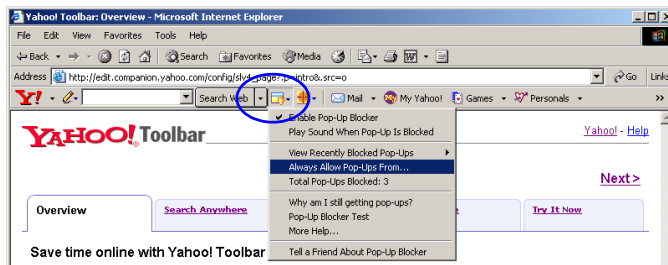 Yahoo! Toolbar: Overview - Microsoft Internet Explorer
File Edit View Favorites Tools Help
Back Search Favorites Media
Address http://edit.companion.yahoo.com/config/slv4_page?.p=intro&.src=o Go Links
Y! Search Web Mail My Yahoo! Games Personals »
Enable Pop-Up Blocker
Play Sound When Pop-Up Is Blocked
YAHOO! Toolbar Yahoo! - Help
View Recently Blocked Pop-Ups
Always Allow Pop-Ups From...
Total Pop-Ups Blocked: 3
Next >
Why am I still getting pop-ups?
Overview Search Anywhere Try It Now
Pop-Up Blocker Test
More Help...
Save time online with Yahoo! Toolbar
Tell a Friend About Pop-Up Blocker